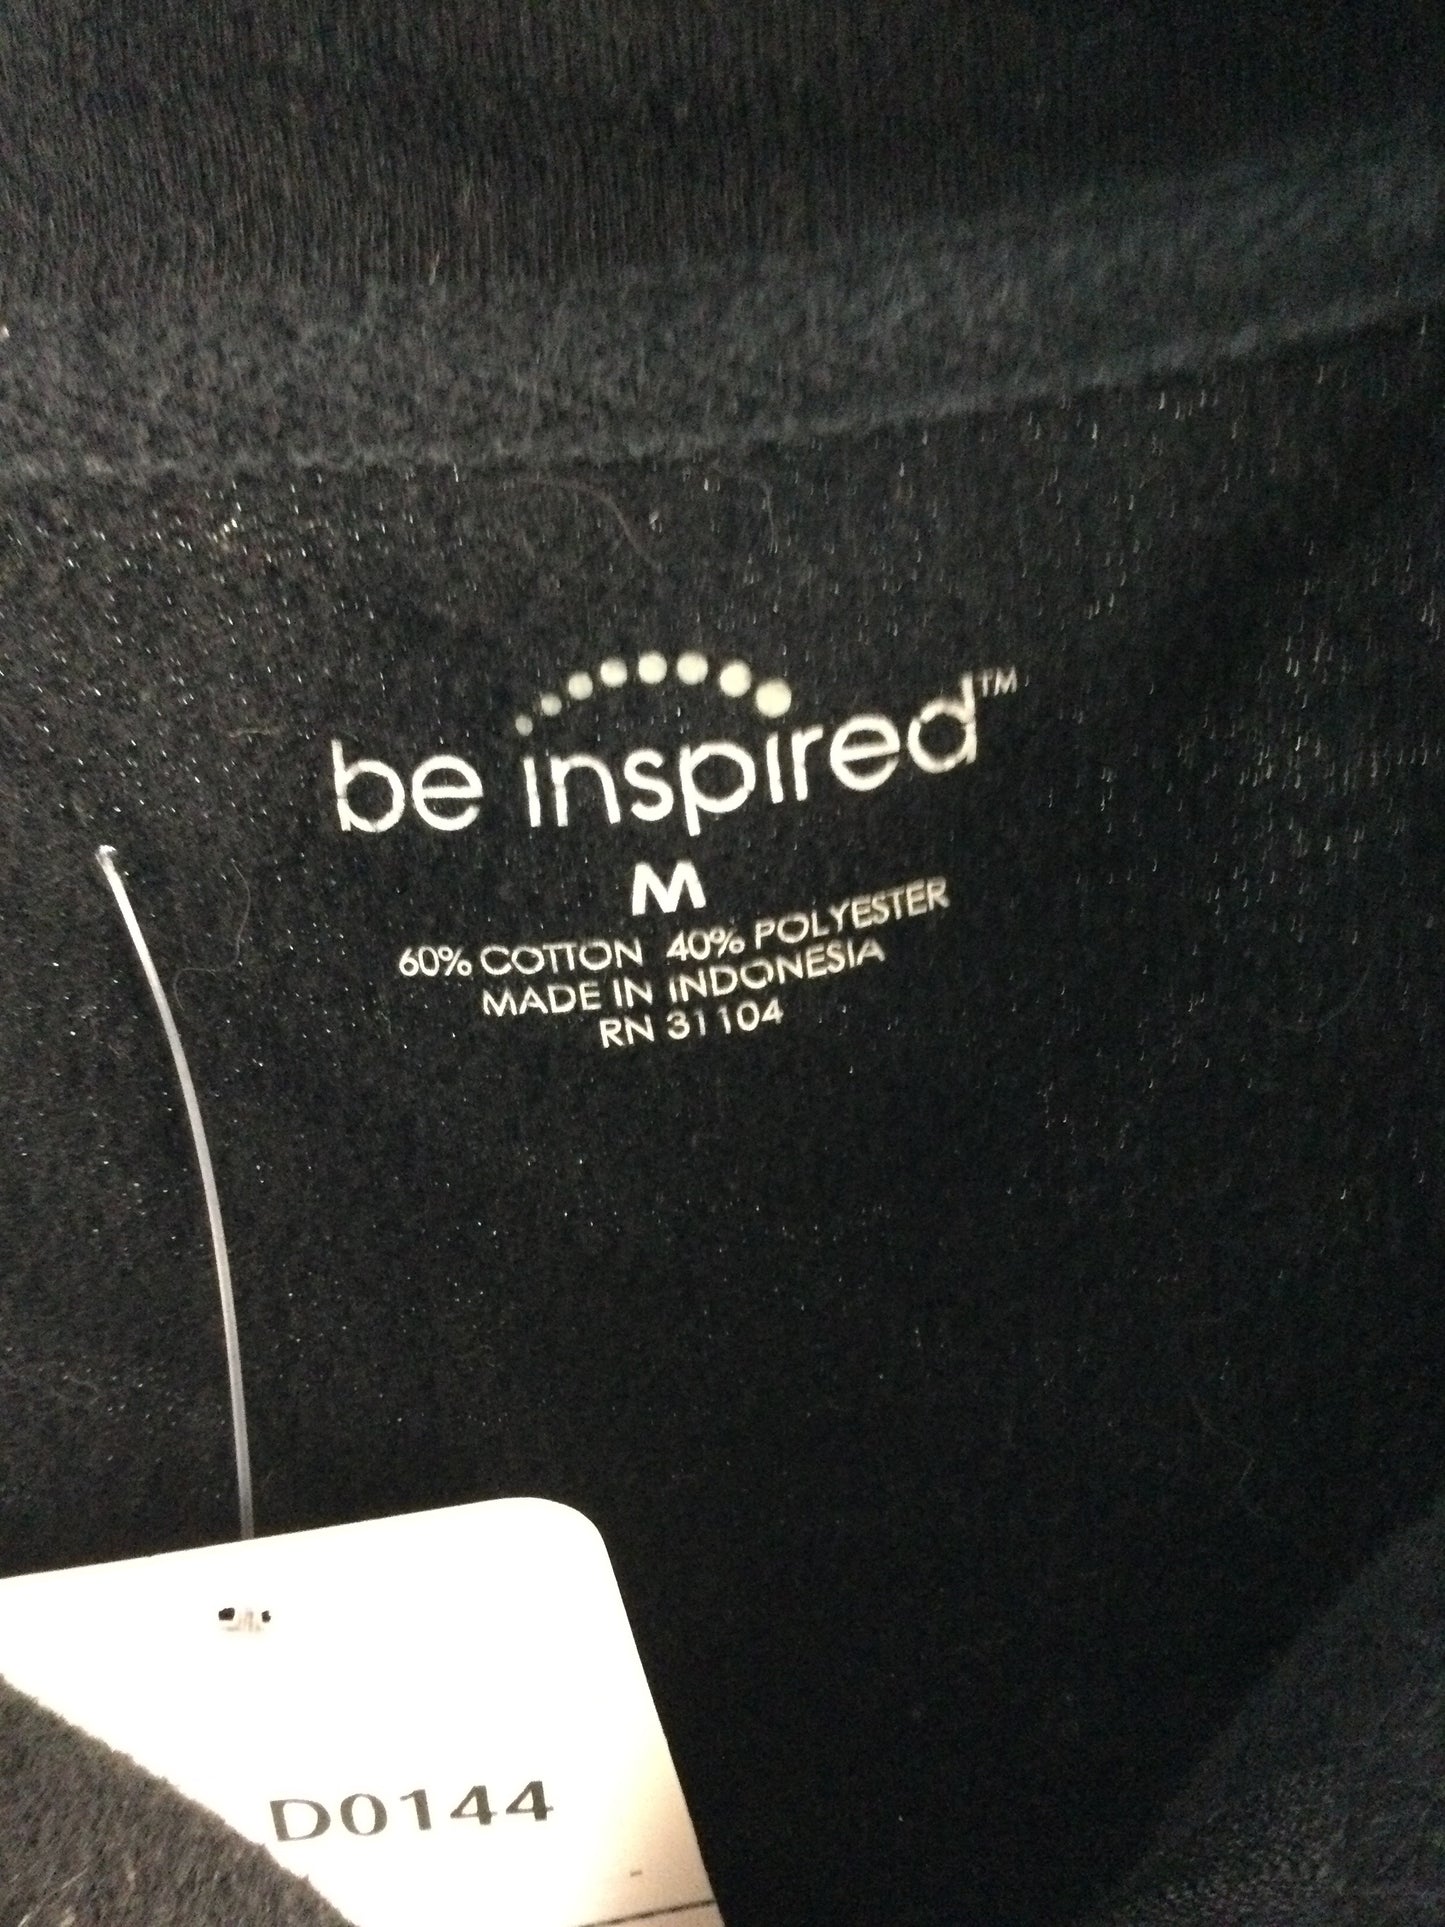 be inspired™
M
60% COTTON 40% POLYESTER
MADE IN INDONESIA
RN 31104
D0144